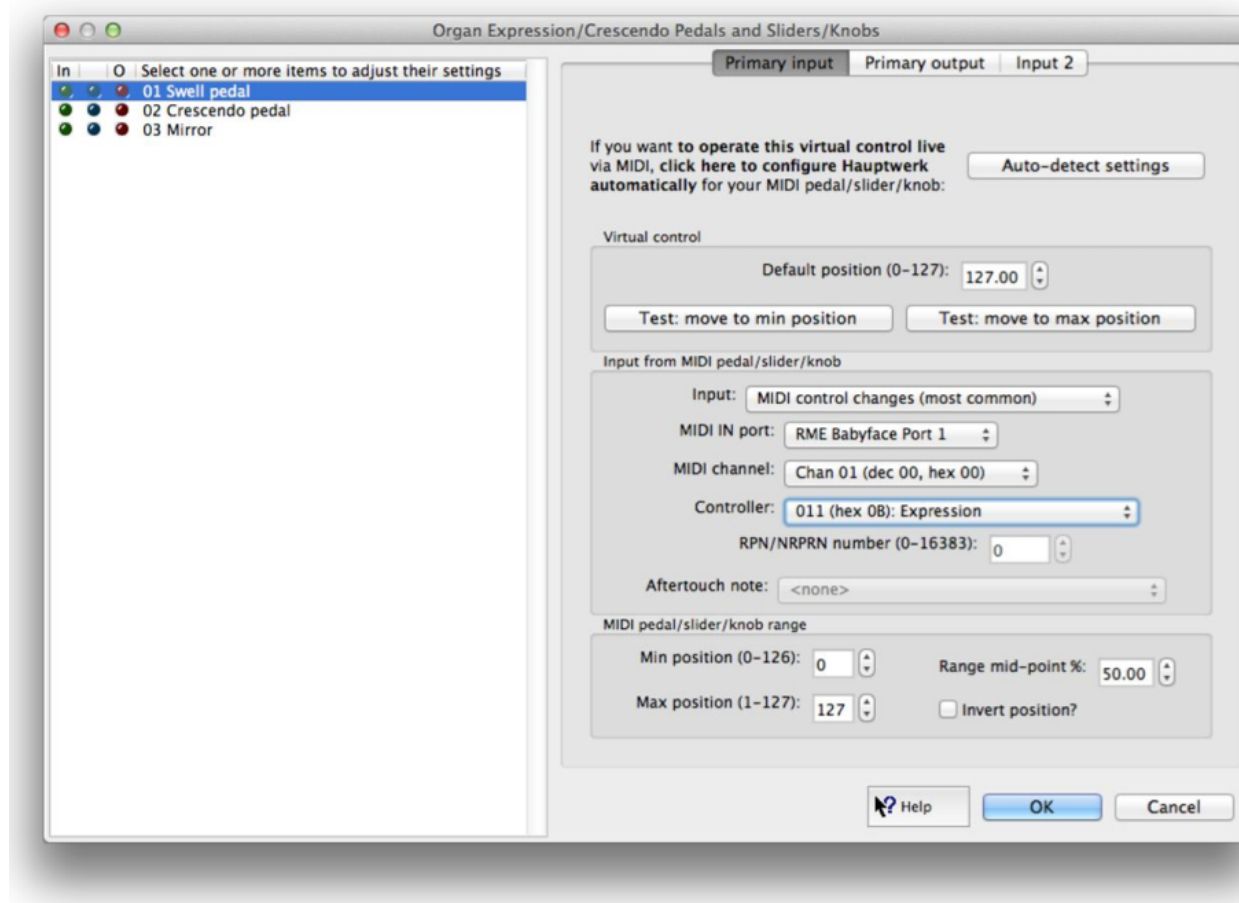 Organ Expression/Crescendo Pedals and Sliders/Knobs
In O Select one or more items to adjust their settings
01 Swell pedal
02 Crescendo pedal
03 Mirror
Primary input Primary output Input 2
If you want to operate this virtual control live
via MIDI, click here to configure Hauptwerk
automatically for your MIDI pedal/slider/knob:
Auto-detect settings
Virtual control
Default position (0-127): 127.00
Test: move to min position Test: move to max position
Input from MIDI pedal/slider/knob
Input: MIDI control changes (most common)
MIDI IN port: RME Babyface Port 1
MIDI channel: Chan 01 (dec 00, hex 00)
Controller: 011 (hex 0B): Expression
RPN/NRPRN number (0-16383): 0
Aftertouch note: <none>
MIDI pedal/slider/knob range
Min position (0-126): 0 Range mid-point %: 50.00
Max position (1-127): 127 Invert position?
? Help OK Cancel